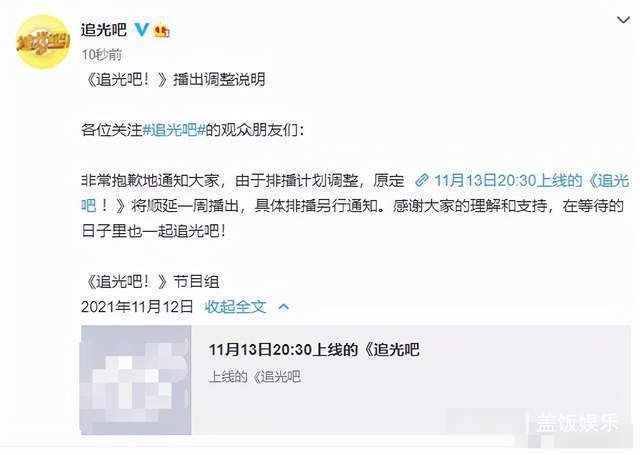 追光吧
10秒前
《追光吧！》播出调整说明
各位关注#追光吧#的观众朋友们：
非常抱歉地通知大家，由于排播计划调整，原定 11月13日20:30上线的《追光
吧 ！》将顺延一周播出，具体排播另行通知。感谢大家的理解和支持，在等待的
日子里也一起追光吧！
《追光吧！》节目组
2021年11月12日 收起全文
11月13日20:30上线的《追光吧
上线的《追光吧
盖饭娱乐